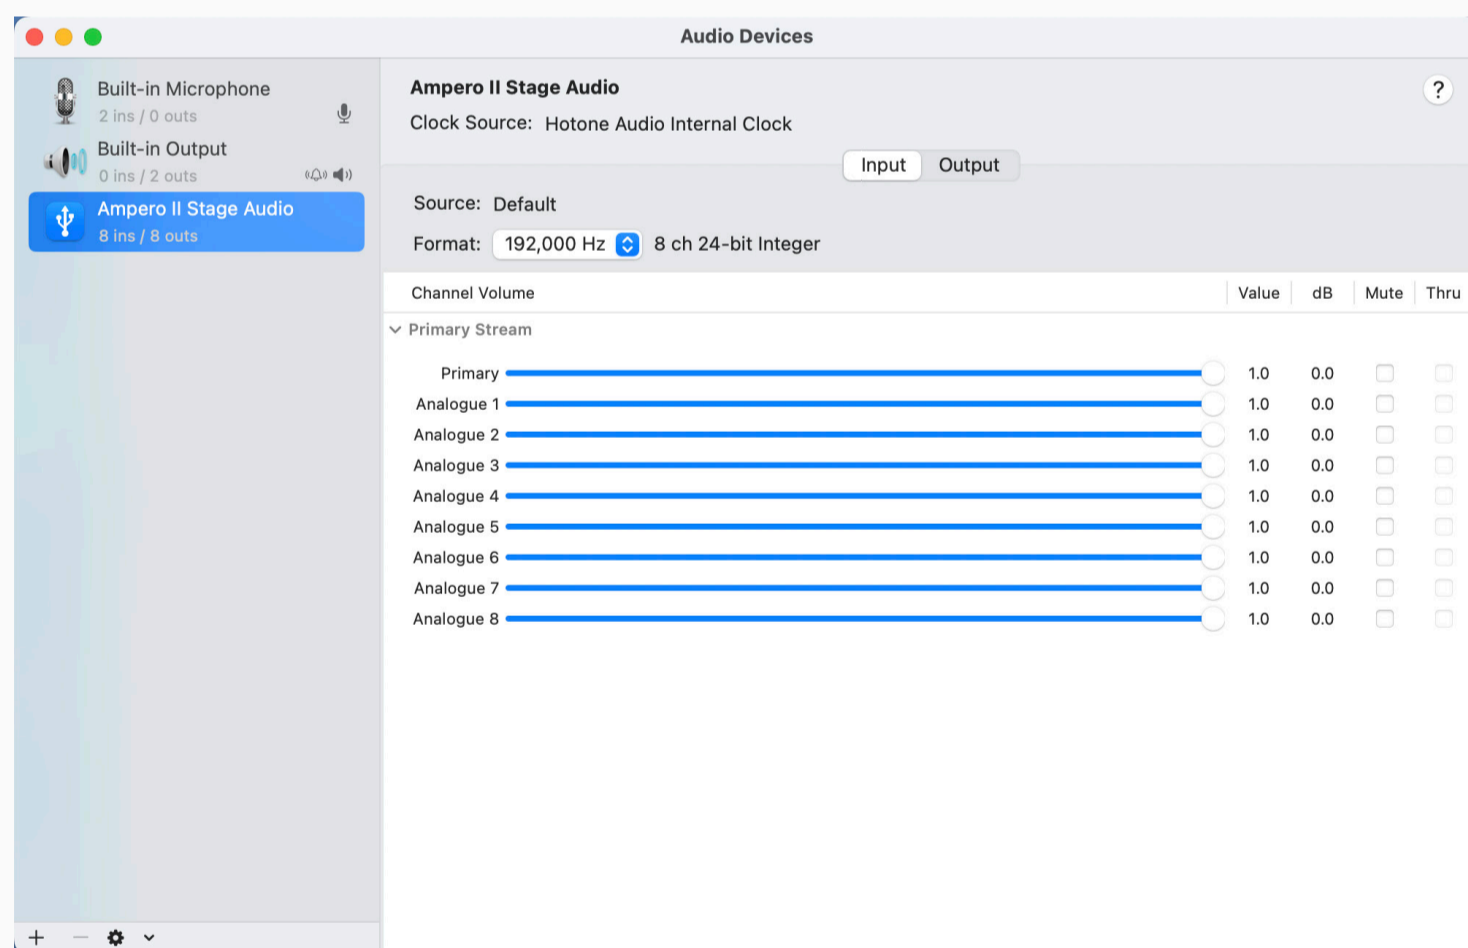 Audio Devices
Built-in Microphone
2 ins / 0 outs
Built-in Output
0 ins / 2 outs
Ampero II Stage Audio
8 ins / 8 outs
Ampero II Stage Audio
?
Clock Source: Hotone Audio Internal Clock
Input Output
Source: Default
Format: 192,000 Hz 8 ch 24-bit Integer
Channel Volume Value dB Mute Thru
Primary Stream
Primary 1.0 0.0
Analogue 1 1.0 0.0
Analogue 2 1.0 0.0
Analogue 3 1.0 0.0
Analogue 4 1.0 0.0
Analogue 5 1.0 0.0
Analogue 6 1.0 0.0
Analogue 7 1.0 0.0
Analogue 8 1.0 0.0